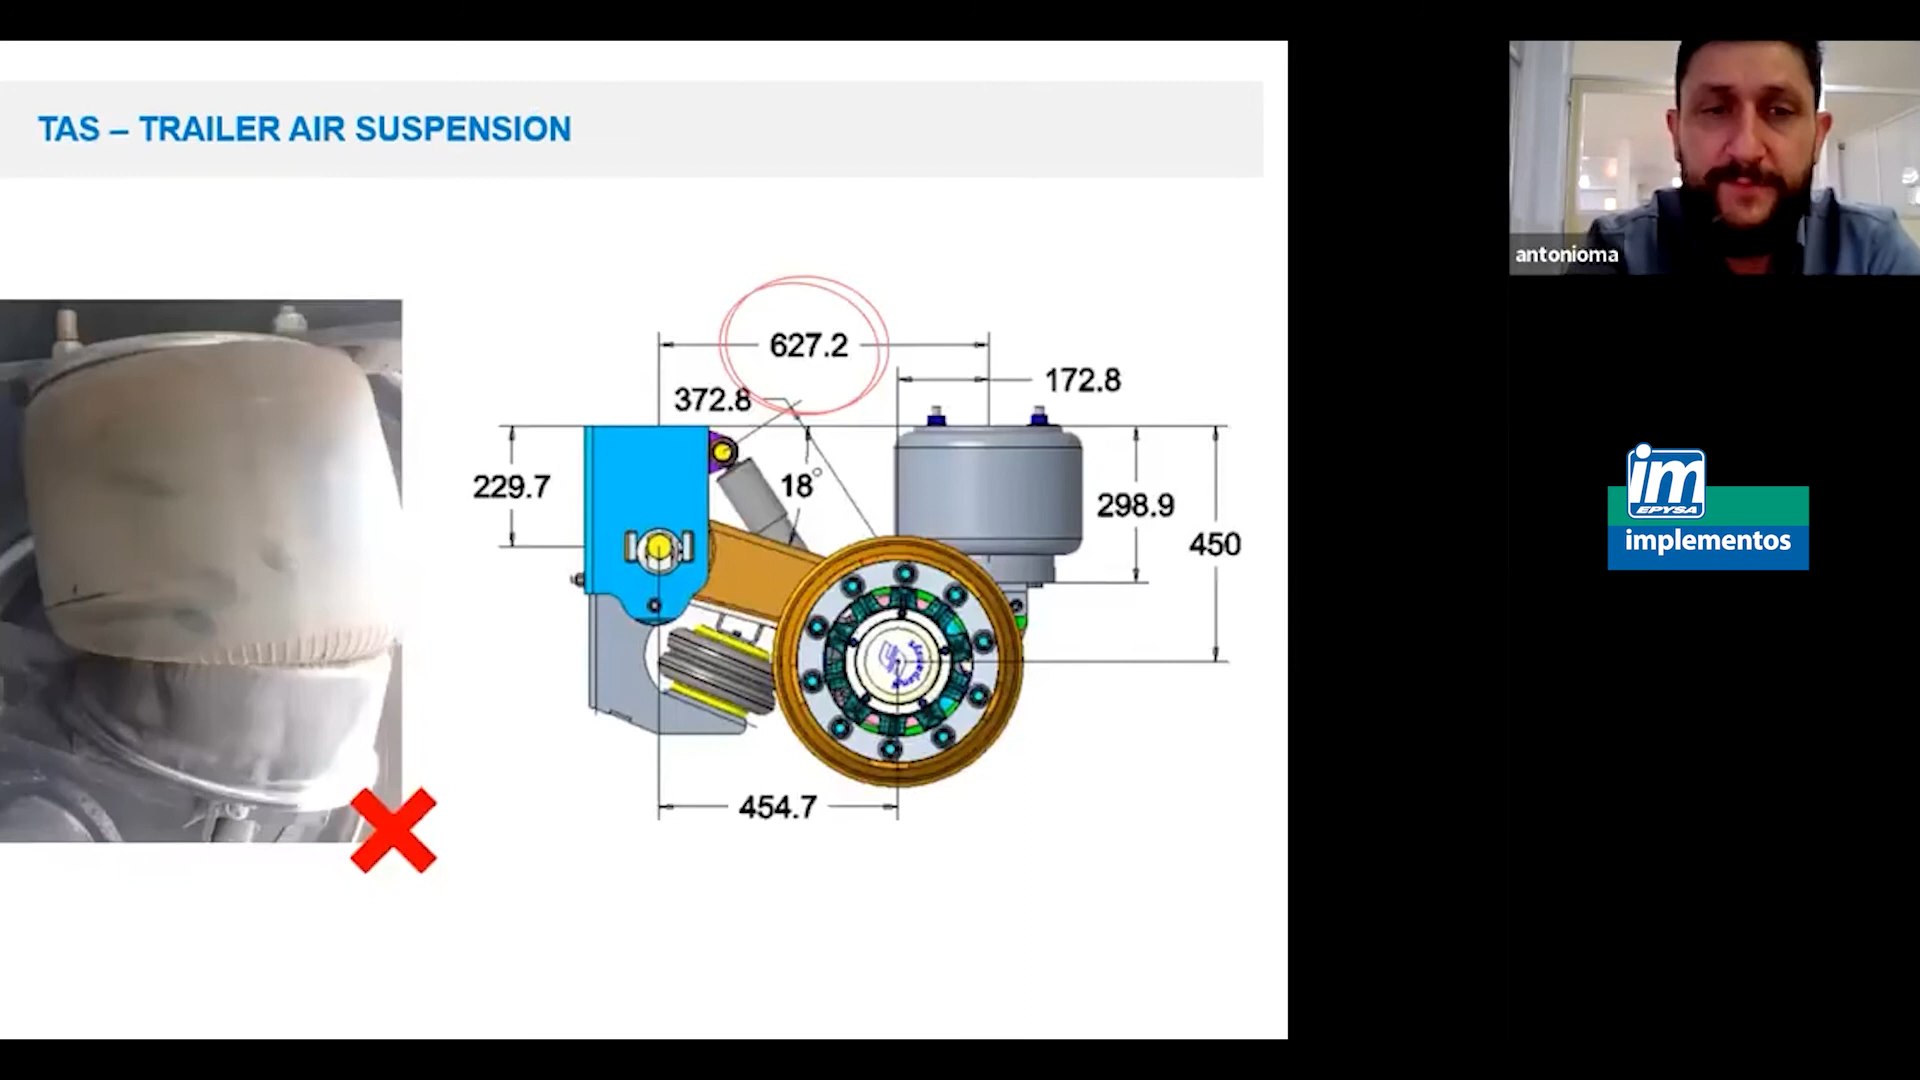 TAS – TRAILER AIR SUSPENSION
antonioma
627.2
372.8
172.8
229.7
18°
298.9
450
454.7
im
EPYSA
implementos